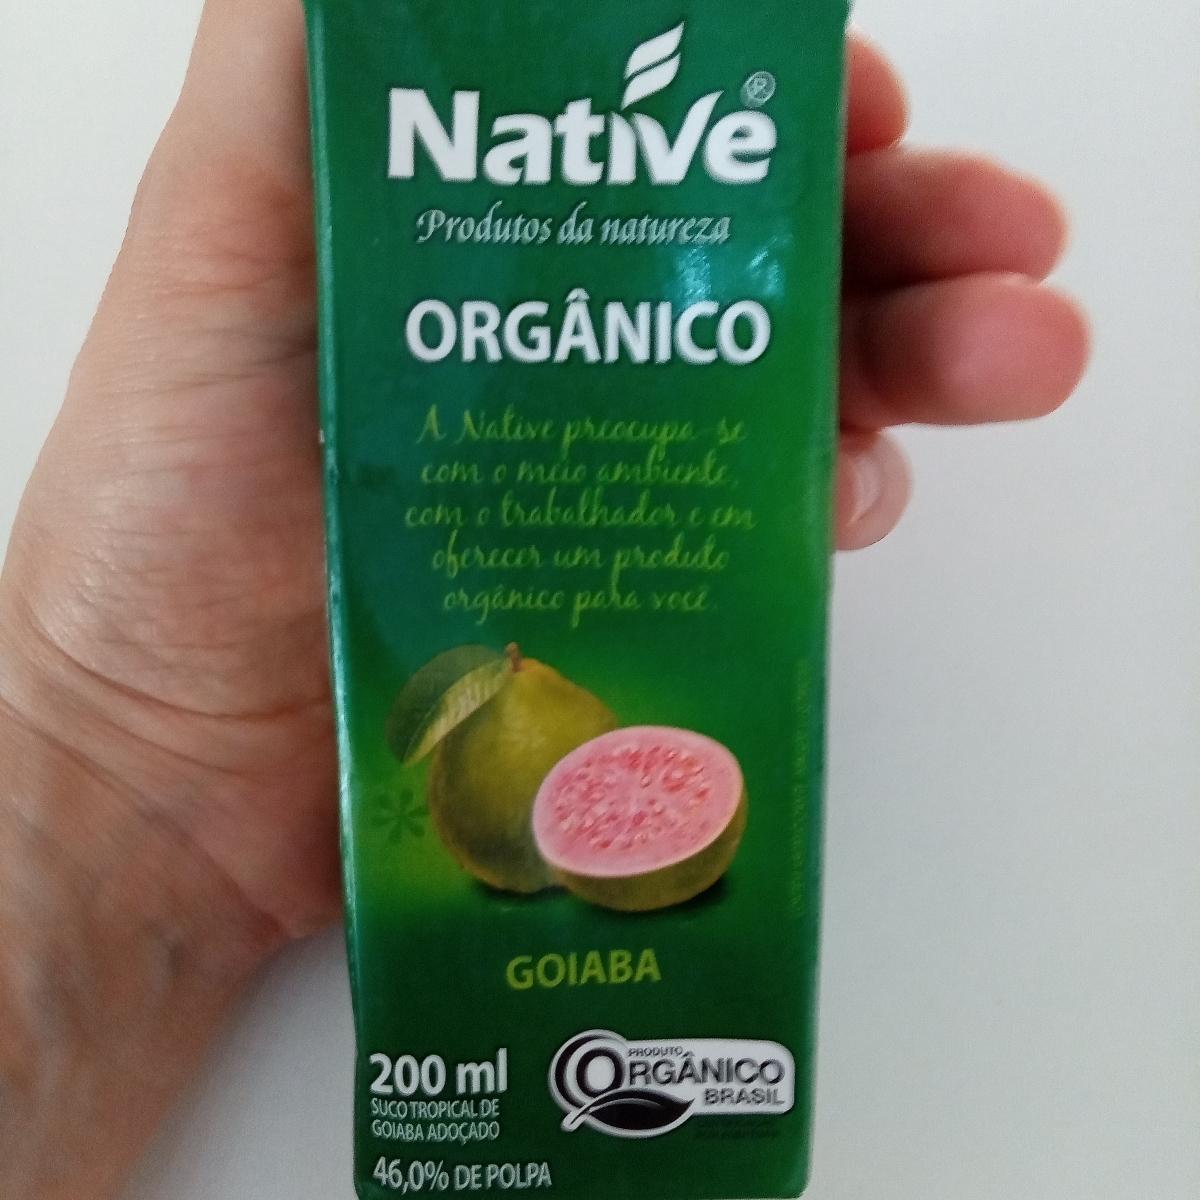 Native®
Produtos da natureza
ORGÂNICO
A Native preocupa-se
com o meio ambiente,
com o trabalhador e em
oferecer um produto
orgânico para você.
GOIABA
200 ml
SUCO TROPICAL DE
GOIABA ADOÇADO
46,0% DE POLPA
PRODUTO
ORGÂNICO
BRASIL